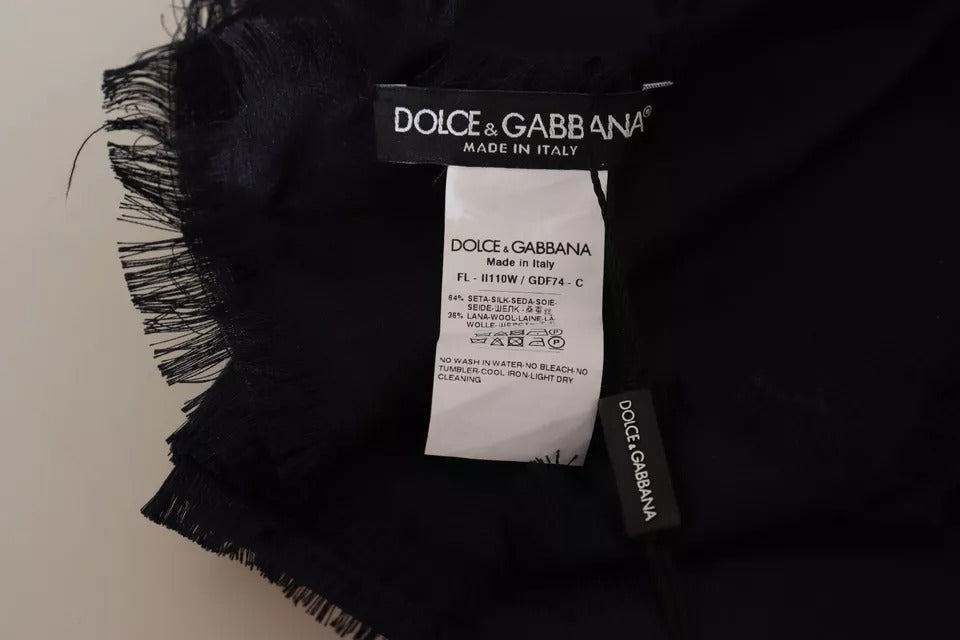 DOLCE & GABBANA®
MADE IN ITALY
DOLCE & GABBANA
Made in Italy
FL - II110W / GDF74 - C
64% SETA-SILK-SEDA-SOIE-
SEIDE-ШЕЛК -
36% LANA-WOOL-LAINE-LÃ
WOLLE-ШЕРСТЬ
NO WASH IN WATER-NO BLEACH-NO
TUMBLER-COOL IRON-LIGHT DRY
CLEANING
DOLCE & GABBANA